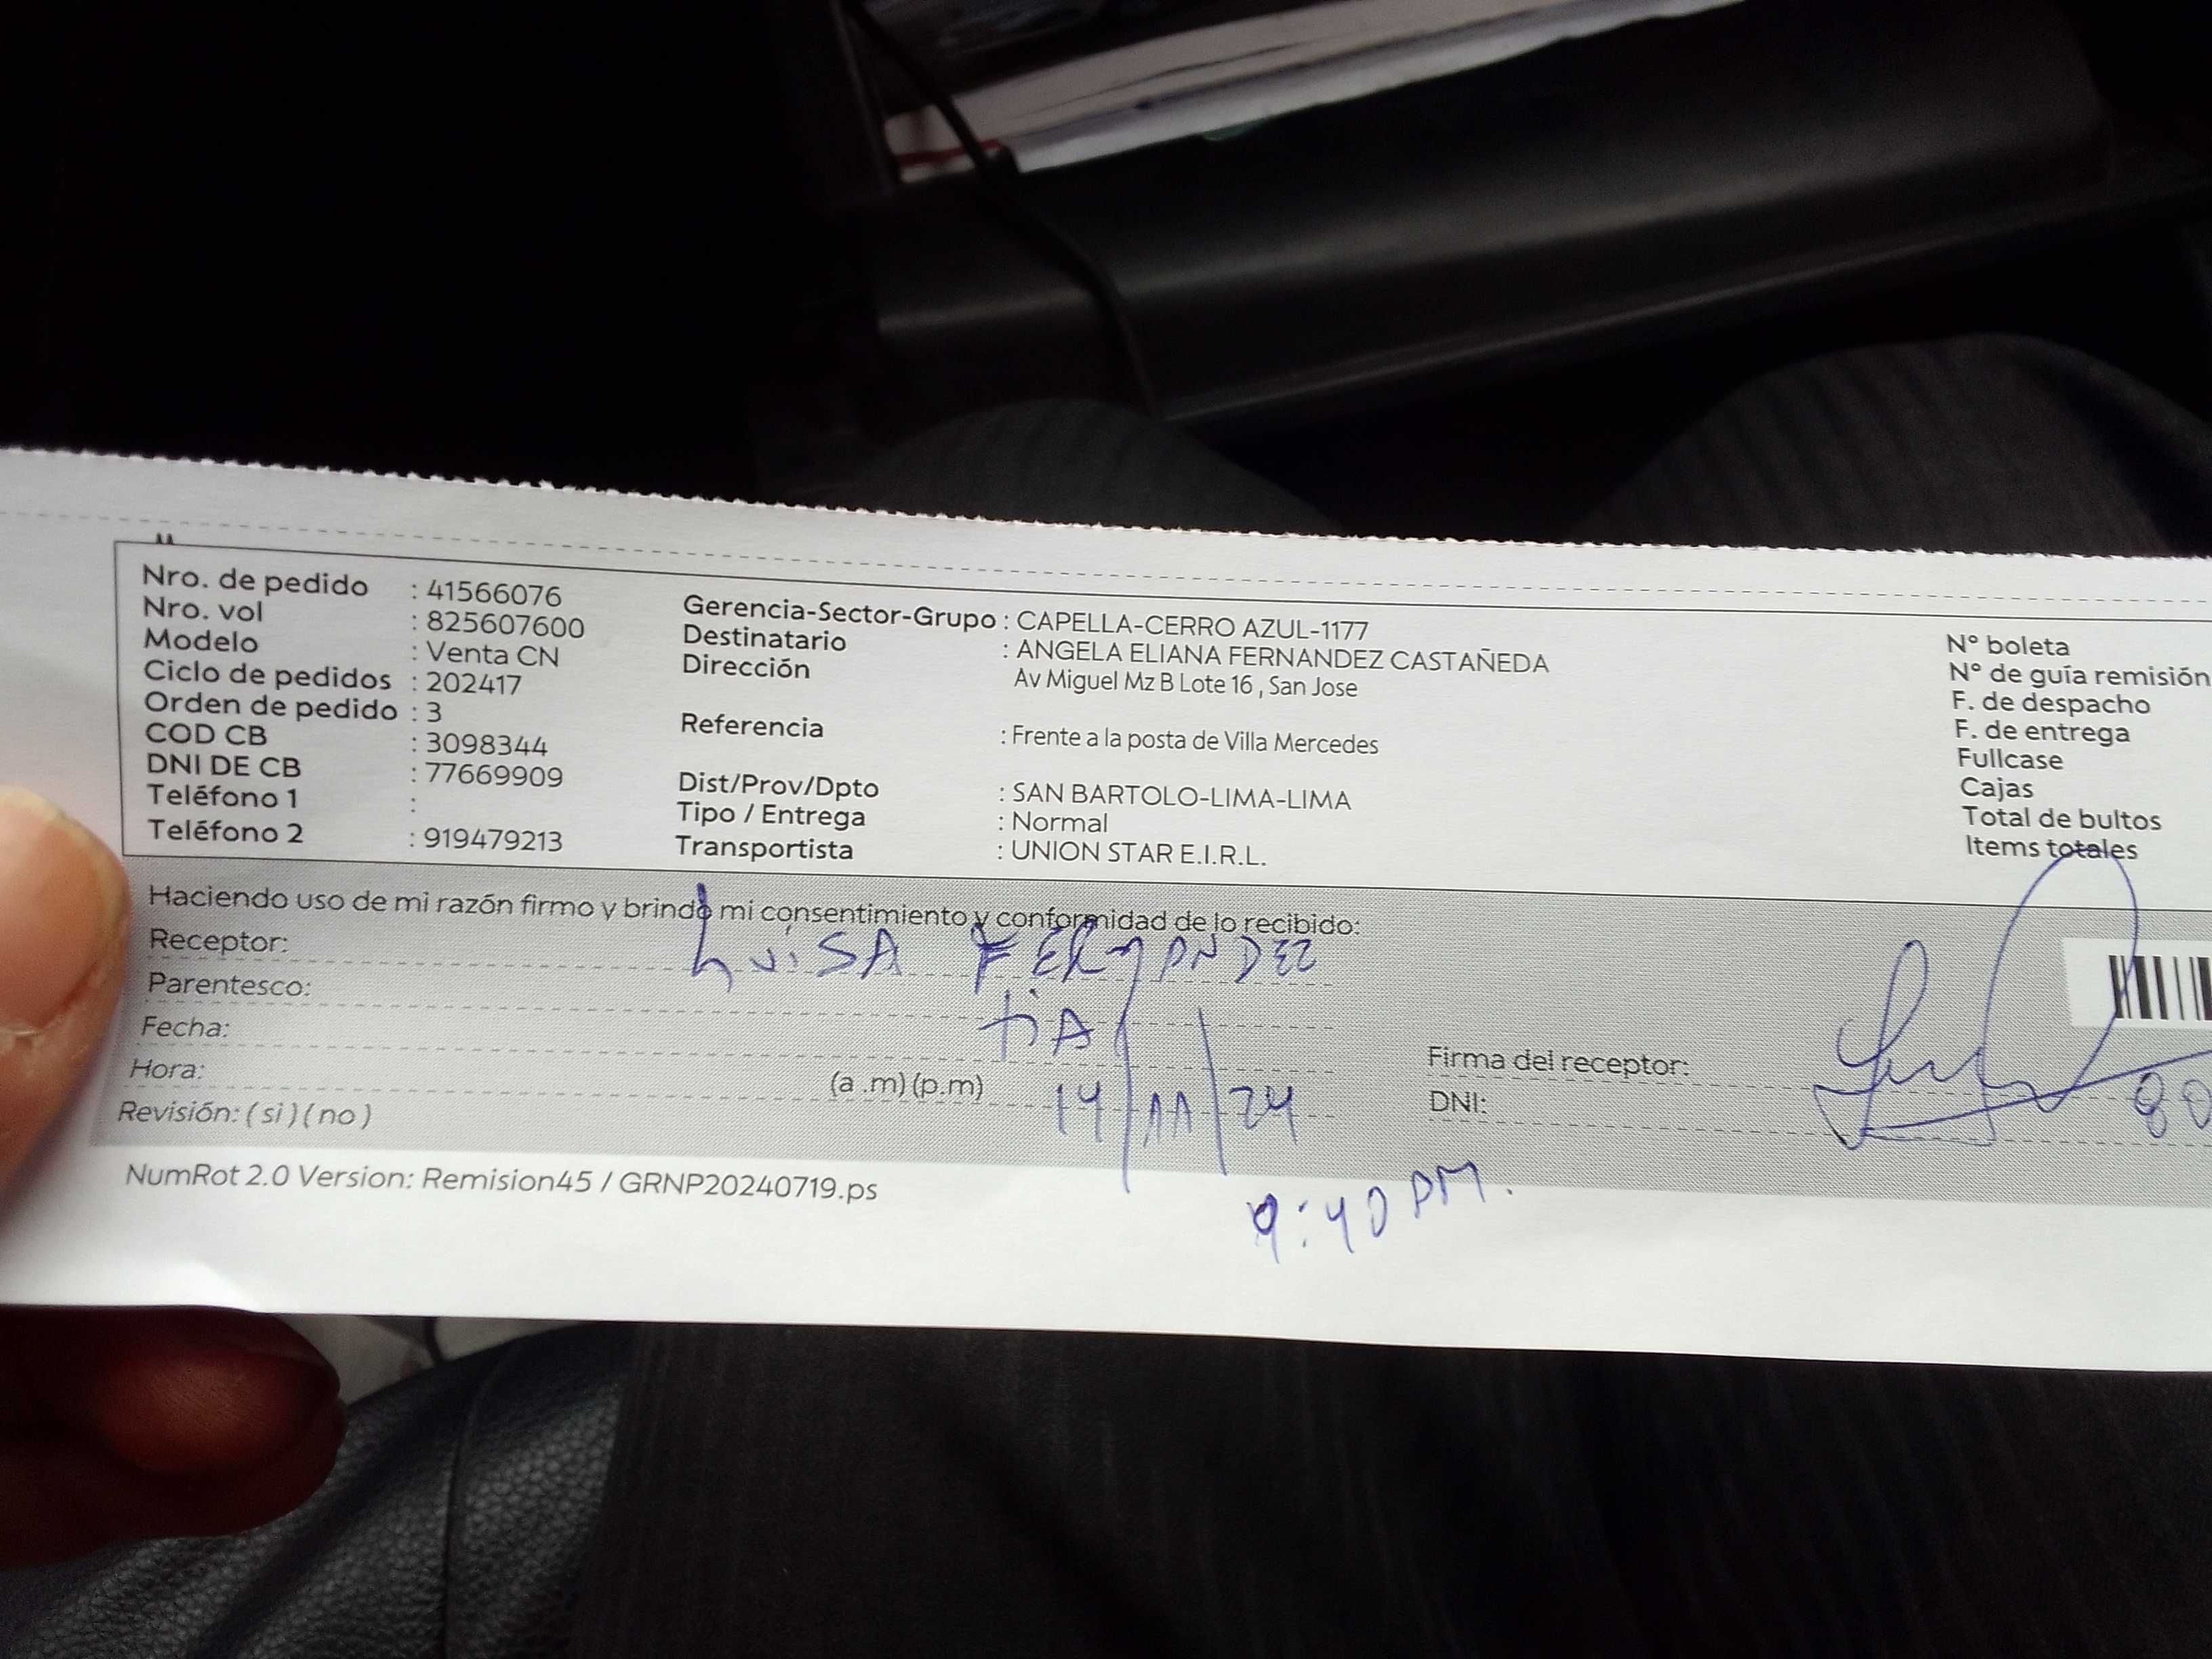 Nro. de pedido : 41566076
Nro. vol : 825607600
Modelo : Venta CN
Ciclo de pedidos : 202417
Orden de pedido : 3
COD CB : 3098344
DNI DE CB : 77669909
Teléfono 1 :
Teléfono 2 : 919479213
Gerencia-Sector-Grupo : CAPELLA-CERRO AZUL-1177
Destinatario : ANGELA ELIANA FERNANDEZ CASTAÑEDA
Dirección Av Miguel Mz B Lote 16 , San Jose
Referencia : Frente a la posta de Villa Mercedes
Dist/Prov/Dpto : SAN BARTOLO-LIMA-LIMA
Tipo / Entrega : Normal
Transportista : UNION STAR E.I.R.L.
N° boleta
N° de guía remisión
F. de despacho
F. de entrega
Fullcase
Cajas
Total de bultos
Items totales
Haciendo uso de mi razón firmo y brindo mi consentimiento y conformidad de lo recibido:
Receptor: LUISA FERNANDEZ
Parentesco: tiA
Fecha: 14/11/24
Hora: (a .m) (p.m) 9:40 PM.
Revisión: ( si ) ( no )
Firma del receptor:
DNI: 80
NumRot 2.0 Version: Remision45 / GRNP20240719.ps